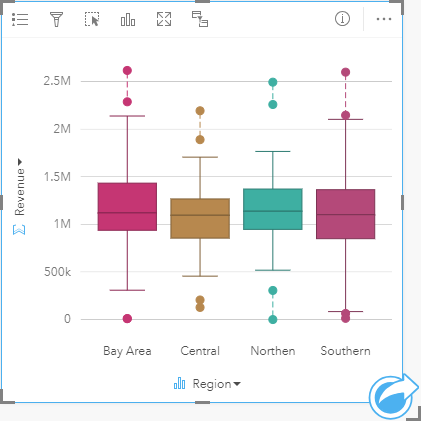 2.5M
2M
1.5M
1M
500k
0
Revenue
Bay Area Central Northen Southern
Region